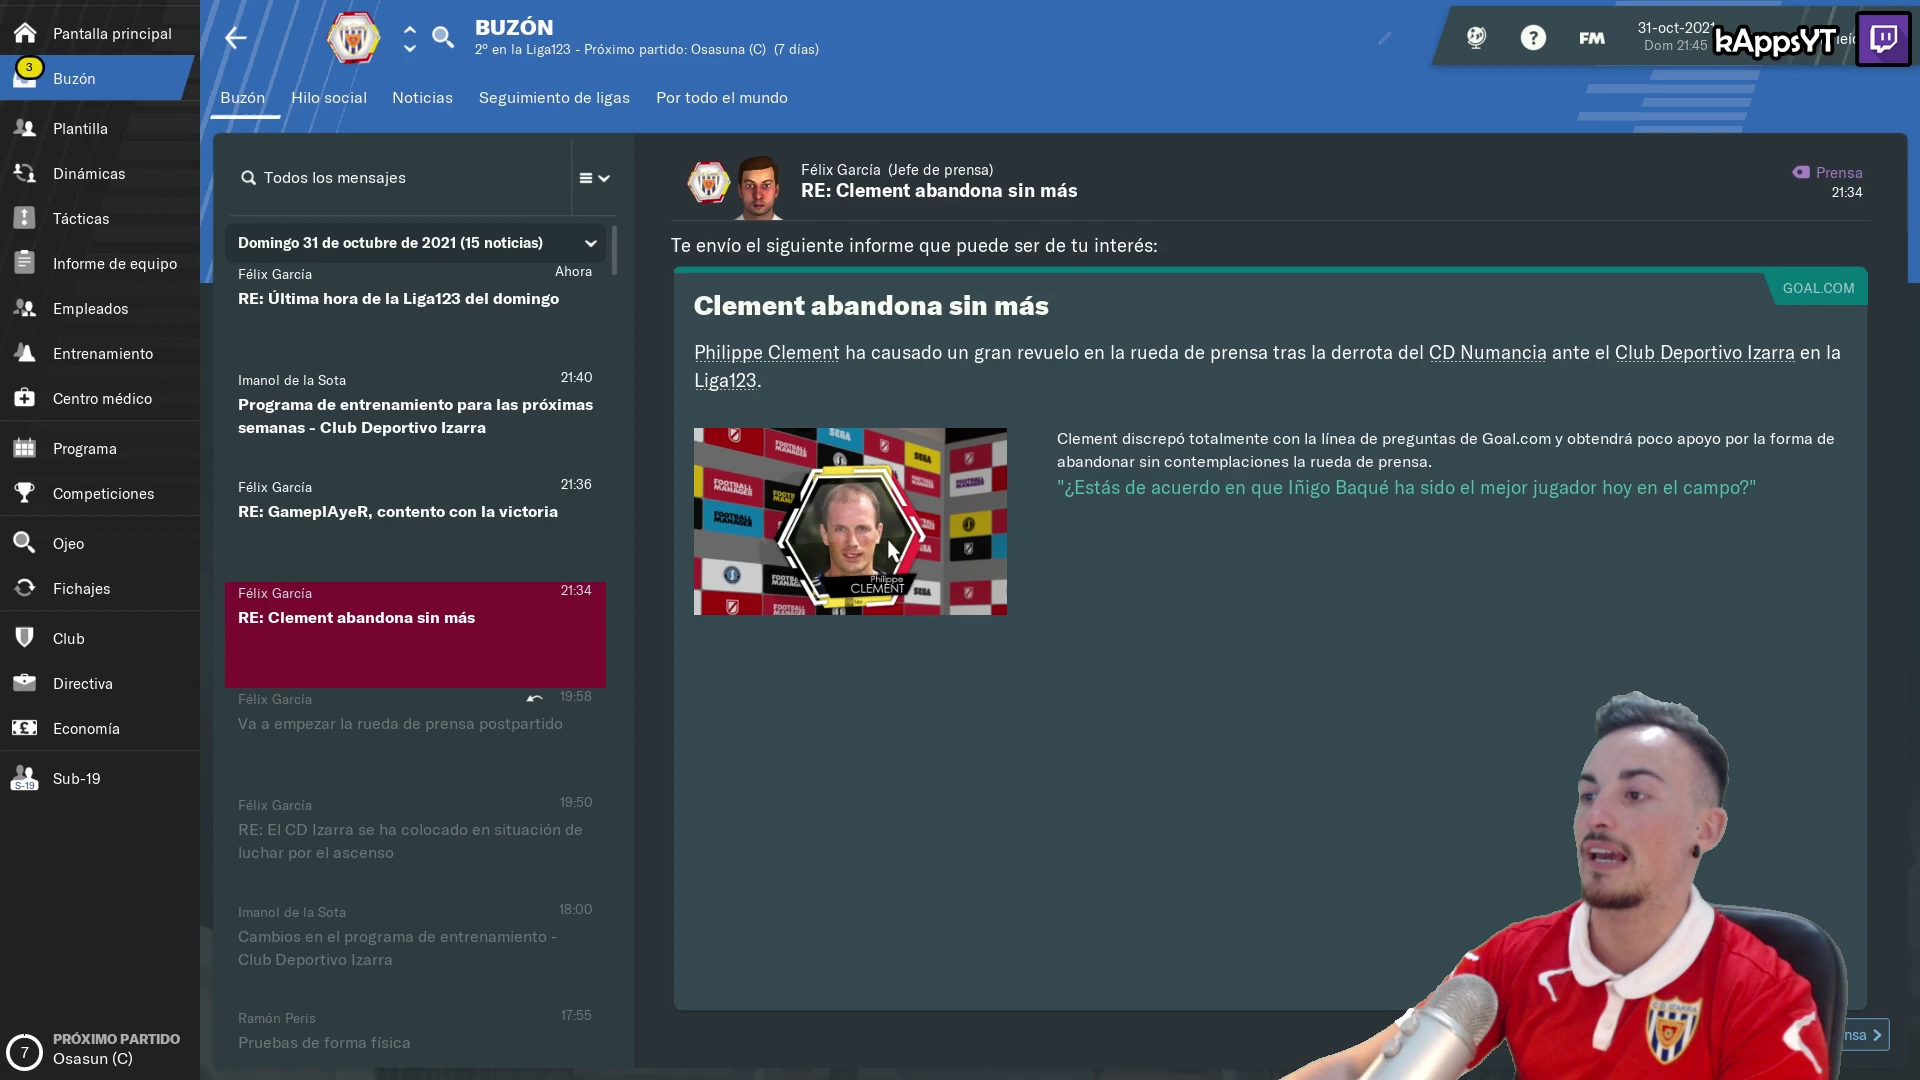 Pantalla principal
3
Buzón
Plantilla
Dinámicas
Tácticas
Informe de equipo
Empleados
Entrenamiento
Centro médico
Programa
Competiciones
Ojeo
Fichajes
Club
Directiva
Economía
S-19
Sub-19
7
PRÓXIMO PARTIDO
Osasun (C)
BUZÓN
2º en la Liga123 - Próximo partido: Osasuna (C) (7 días)
FM
31-oct-2021
Dom 21:45
kAppsYT
Buzón
Hilo social
Noticias
Seguimiento de ligas
Por todo el mundo
Todos los mensajes
Domingo 31 de octubre de 2021 (15 noticias)
Félix García
Ahora
RE: Última hora de la Liga123 del domingo
Imanol de la Sota
21:40
Programa de entrenamiento para las próximas
semanas - Club Deportivo Izarra
Félix García
21:36
RE: GameplAyeR, contento con la victoria
Félix García
21:34
RE: Clement abandona sin más
Félix García
19:58
Va a empezar la rueda de prensa postpartido
Félix García
19:50
RE: El CD Izarra se ha colocado en situación de
luchar por el ascenso
Imanol de la Sota
18:00
Cambios en el programa de entrenamiento -
Club Deportivo Izarra
Ramón Peris
17:55
Pruebas de forma física
Félix García (Jefe de prensa)
RE: Clement abandona sin más
Prensa
21:34
Te envío el siguiente informe que puede ser de tu interés:
GOAL.COM
Clement abandona sin más
Philippe Clement ha causado un gran revuelo en la rueda de prensa tras la derrota del CD Numancia ante el Club Deportivo Izarra en la
Liga123.
Philippe
CLEMENT
FOOTBALL
MANAGER
SEGA
Clement discrepó totalmente con la línea de preguntas de Goal.com y obtendrá poco apoyo por la forma de
abandonar sin contemplaciones la rueda de prensa.
"¿Estás de acuerdo en que Iñigo Baqué ha sido el mejor jugador hoy en el campo?"
C.D. IZARRA
nsa